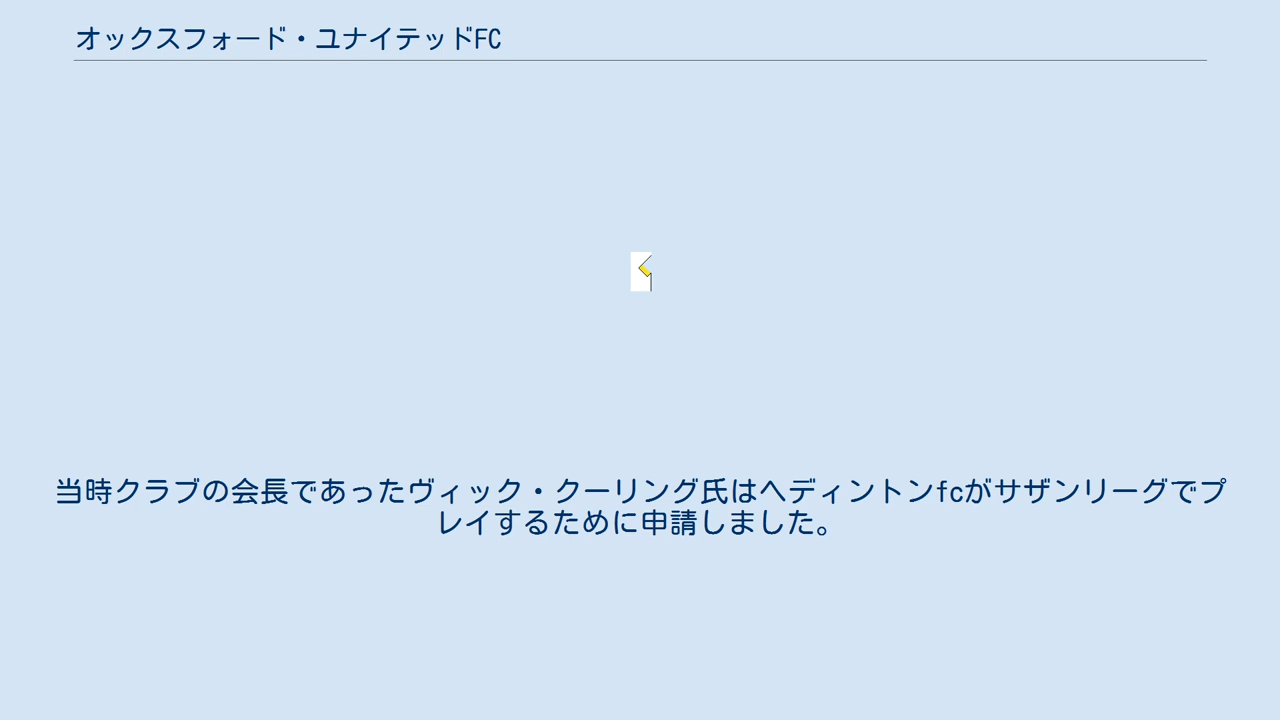 オックスフォード・ユナイテッドFC
当時クラブの会長であったヴィック・クーリング氏はヘディントンfcがサザンリーグでプ
レイするために申請しました。